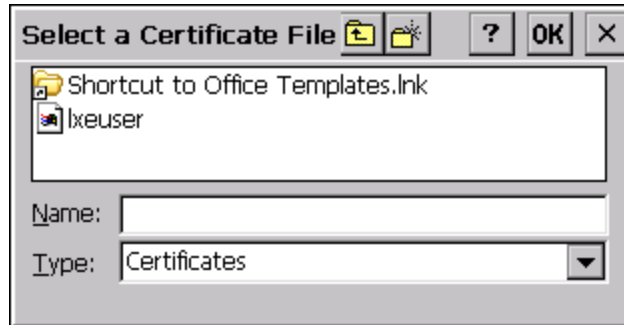 Select a Certificate File ? OK ×
Shortcut to Office Templates.lnk
lxeuser
Name:
Type: Certificates